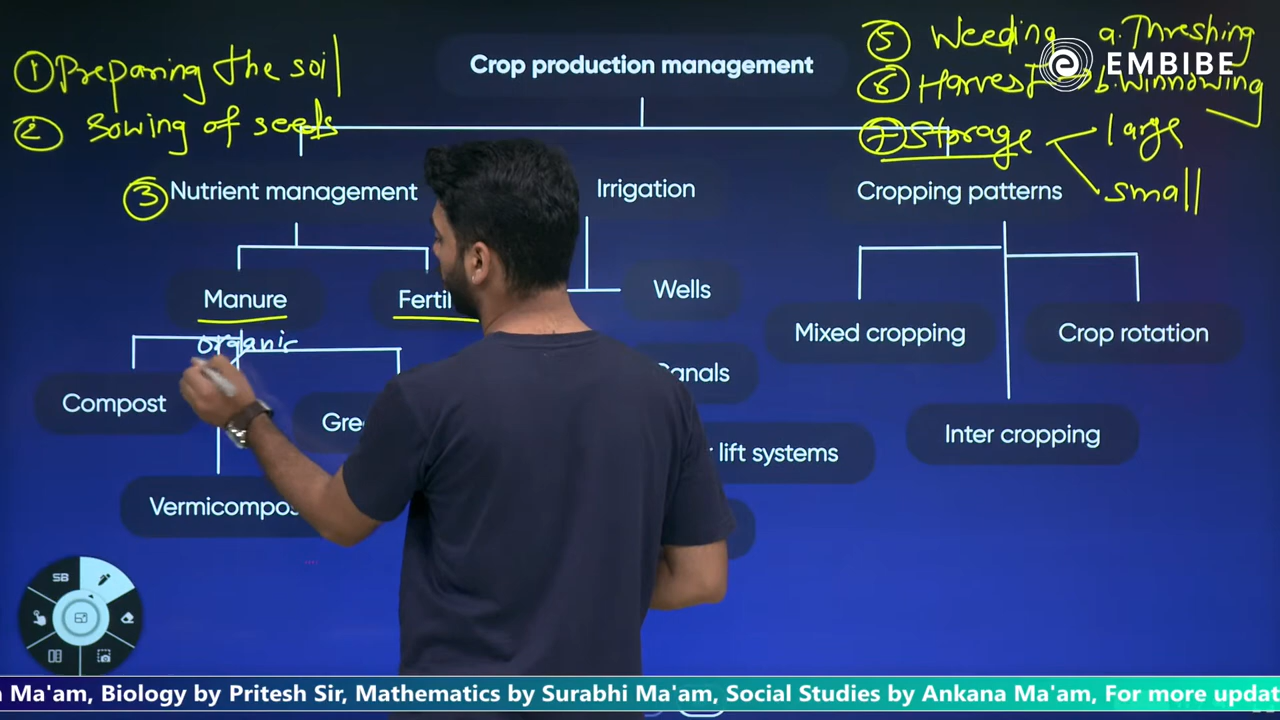 ① Preparing the soil
② Sowing of seeds
Crop production management
⑤ Weeding a. Threshing
⑥ Harvest b. Winnowing
⑦ Storage large
small
EMBIBE
③ Nutrient management
Irrigation
Cropping patterns
Manure
organic
Wells
Mixed cropping
Crop rotation
Compost
Inter cropping
lift systems
SB
Ma'am, Biology by Pritesh Sir, Mathematics by Surabhi Ma'am, Social Studies by Ankana Ma'am, For more